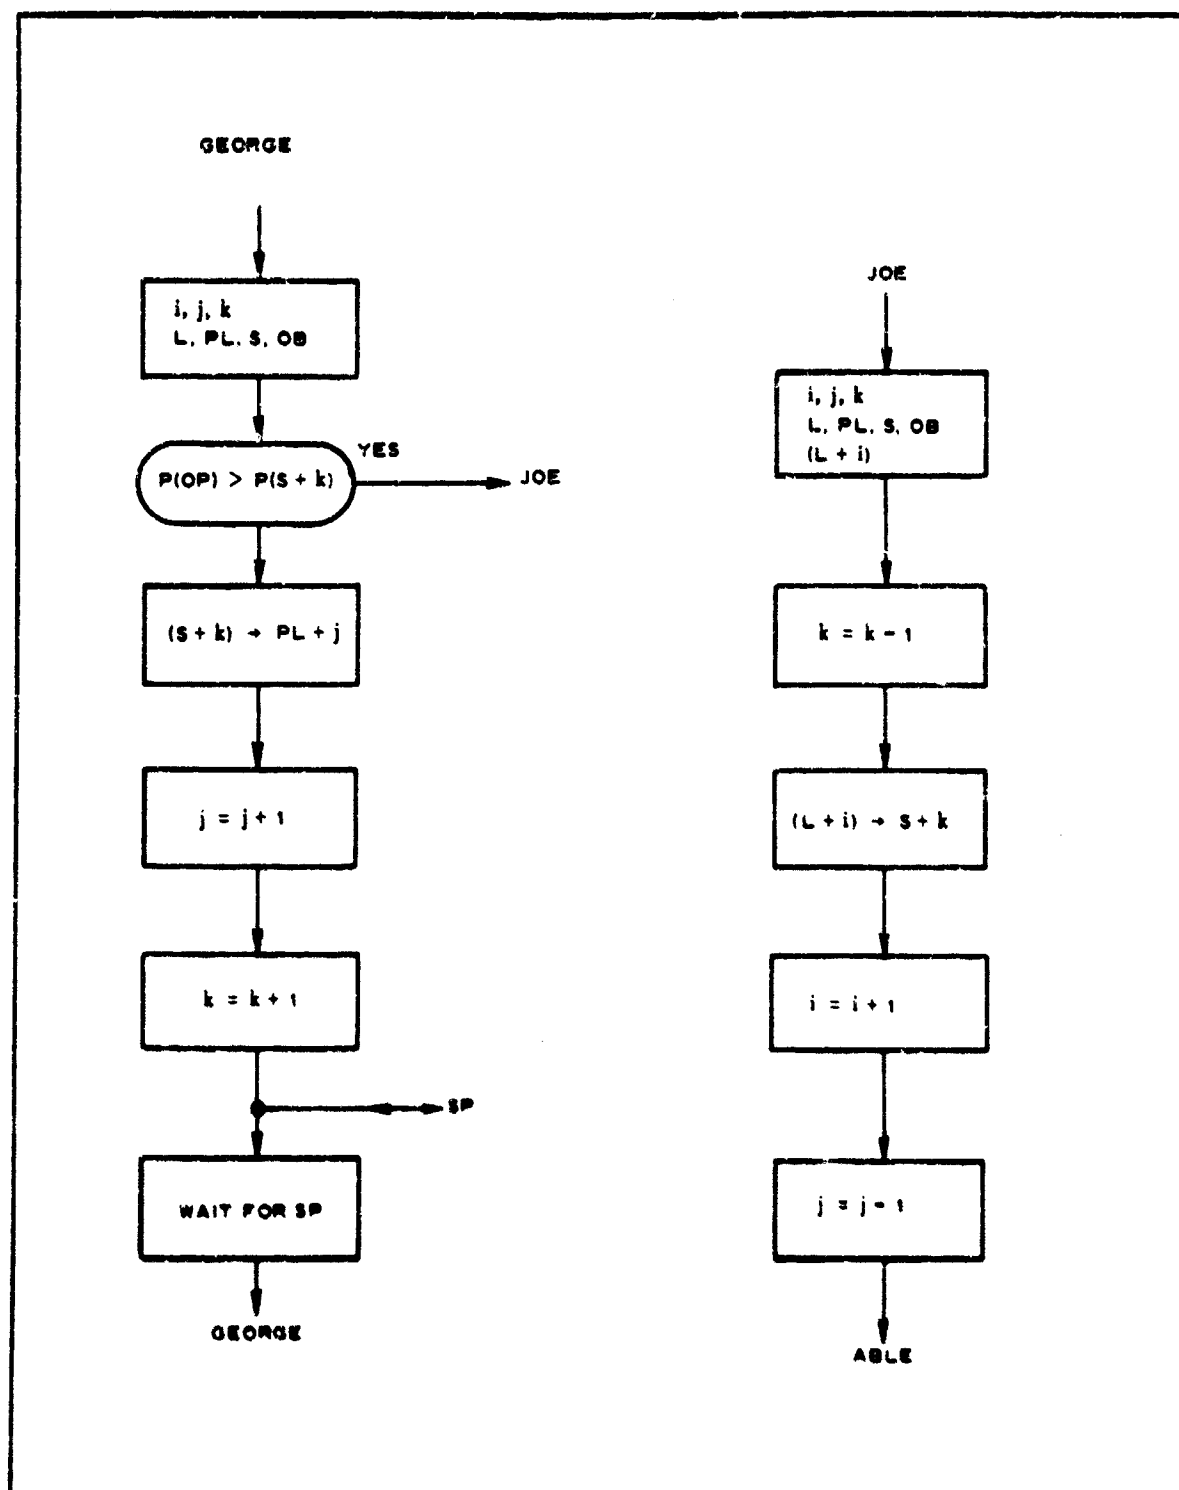 GEORGE
i, j, k
L, PL, S, OB
P(OP) > P(S + k)
YES
JOE
(S + k) → PL + j
j = j + 1
k = k + 1
SP
WAIT FOR SP
GEORGE
JOE
i, j, k
L, PL, S, OB
(L + i)
k = k - 1
(L + i) → S + k
i = i + 1
j = j - 1
ABLE